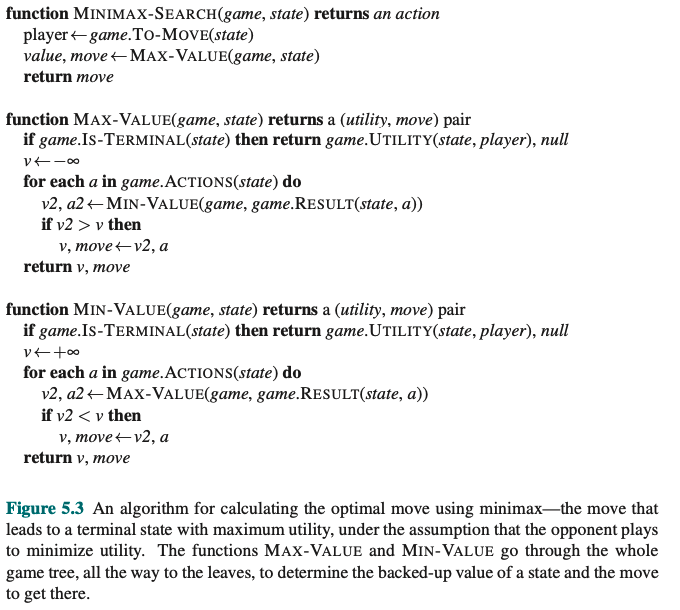 function MINIMAX-SEARCH(game, state) returns an action
player←game.TO-MOVE(state)
value, move←MAX-VALUE(game, state)
return move
function MAX-VALUE(game, state) returns a (utility, move) pair
if game.IS-TERMINAL(state) then return game.UTILITY(state, player), null
v←−∞
for each a in game.ACTIONS(state) do
v2, a2←MIN-VALUE(game, game.RESULT(state, a))
if v2 > v then
v, move←v2, a
return v, move
function MIN-VALUE(game, state) returns a (utility, move) pair
if game.IS-TERMINAL(state) then return game.UTILITY(state, player), null
v←+∞
for each a in game.ACTIONS(state) do
v2, a2←MAX-VALUE(game, game.RESULT(state, a))
if v2 < v then
v, move←v2, a
return v, move
Figure 5.3 An algorithm for calculating the optimal move using minimax—the move that
leads to a terminal state with maximum utility, under the assumption that the opponent plays
to minimize utility. The functions MAX-VALUE and MIN-VALUE go through the whole
game tree, all the way to the leaves, to determine the backed-up value of a state and the move
to get there.